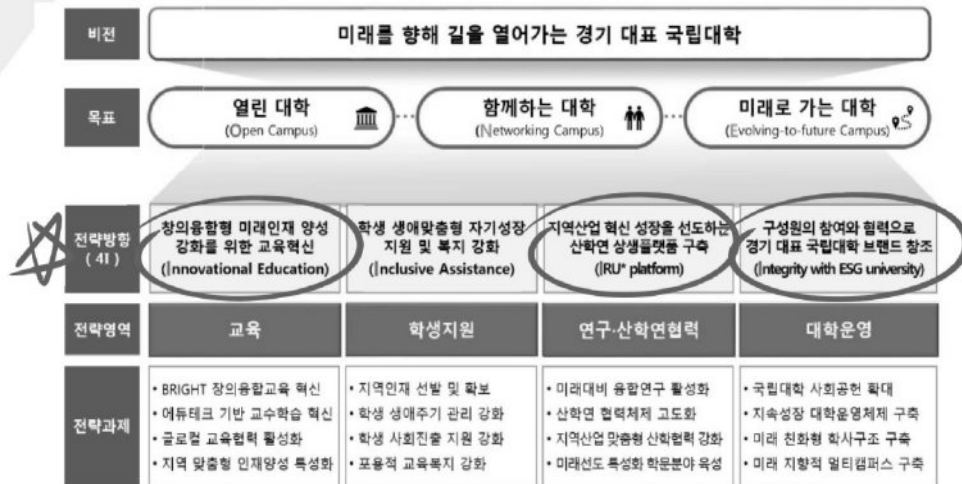 비전
미래를 향해 길을 열어가는 경기 대표 국립대학
목표
열린 대학
(Open Campus)
함께하는 대학
(Networking Campus)
미래로 가는 대학
(Evolving-to-future Campus)
전략방향
( 4I )
창의융합형 미래인재 양성
강화를 위한 교육혁신
(Innovational Education)
학생 생애맞춤형 자기성장
지원 및 복지 강화
(Inclusive Assistance)
지역산업 혁신 성장을 선도하는
산학연 상생플랫폼 구축
(IRU* platform)
구성원의 참여와 협력으로
경기 대표 국립대학 브랜드 창조
(Integrity with ESG university)
전략영역
교육
학생지원
연구·산학연협력
대학운영
전략과제
• BRIGHT 창의융합교육 혁신
• 에듀테크 기반 교수학습 혁신
• 글로컬 교육협력 활성화
• 지역 맞춤형 인재양성 특성화
• 지역인재 선발 및 확보
• 학생 생애주기 관리 강화
• 학생 사회진출 지원 강화
• 포용적 교육복지 강화
• 미래대비 융합연구 활성화
• 산학연 협력체제 고도화
• 지역산업 맞춤형 산학협력 강화
• 미래선도 특성화 학문분야 육성
• 국립대학 사회공헌 확대
• 지속성장 대학운영체제 구축
• 미래 친화형 학사구조 구축
• 미래 지향적 멀티캠퍼스 구축